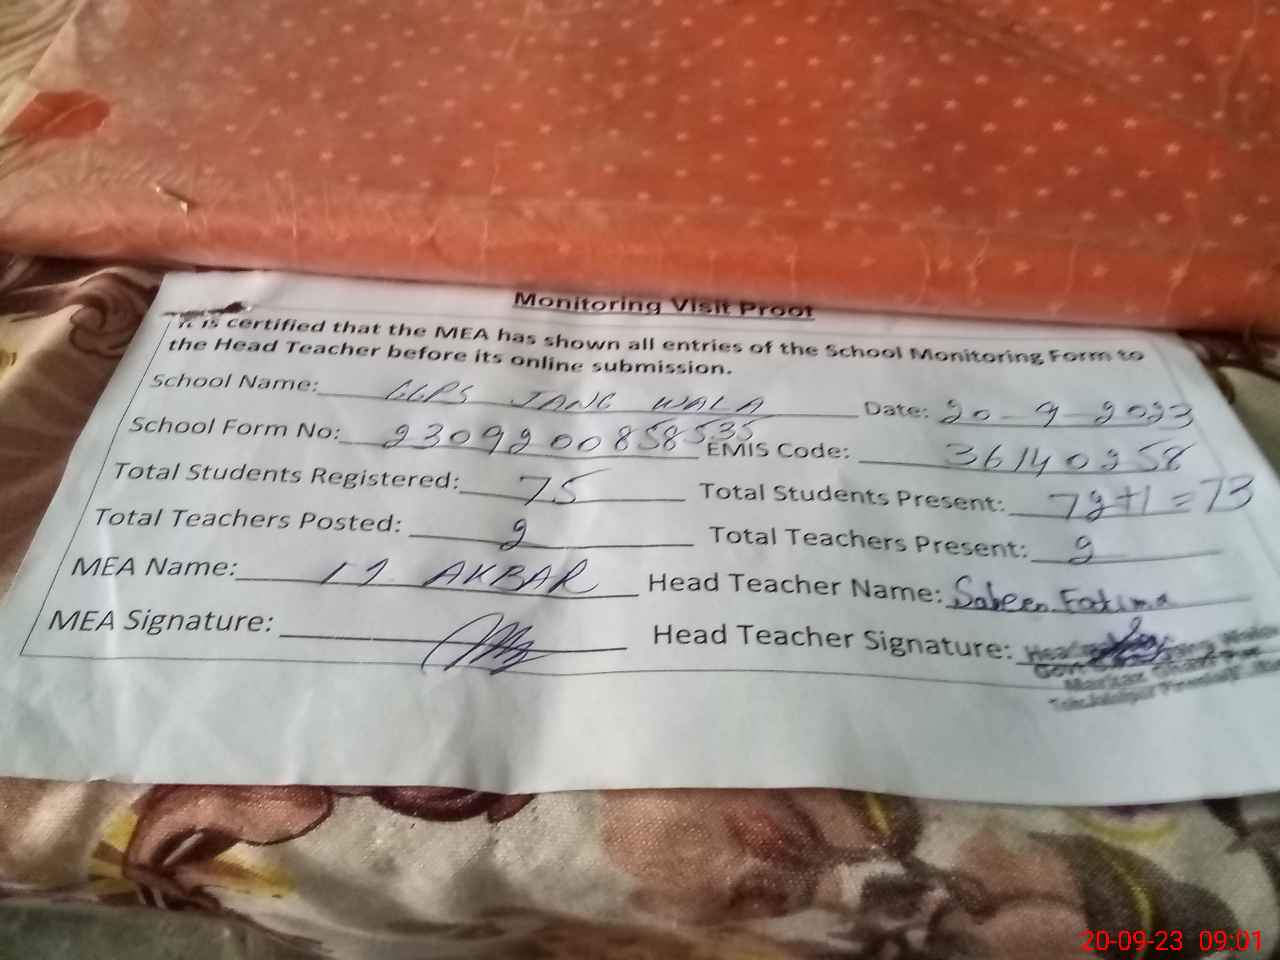 Monitoring Visit Proof
It is certified that the MEA has shown all entries of the School Monitoring Form to
the Head Teacher before its online submission.
School Name: GGPS JANG WALA Date: 20-9-2023
School Form No: 2309200858535 EMIS Code: 36140258
Total Students Registered: 75 Total Students Present: 72+1=73
Total Teachers Posted: 2 Total Teachers Present: 2
MEA Name: M AKBAR Head Teacher Name: Sabeen Fatima
MEA Signature: Head Teacher Signature:
20-09-23 09:01